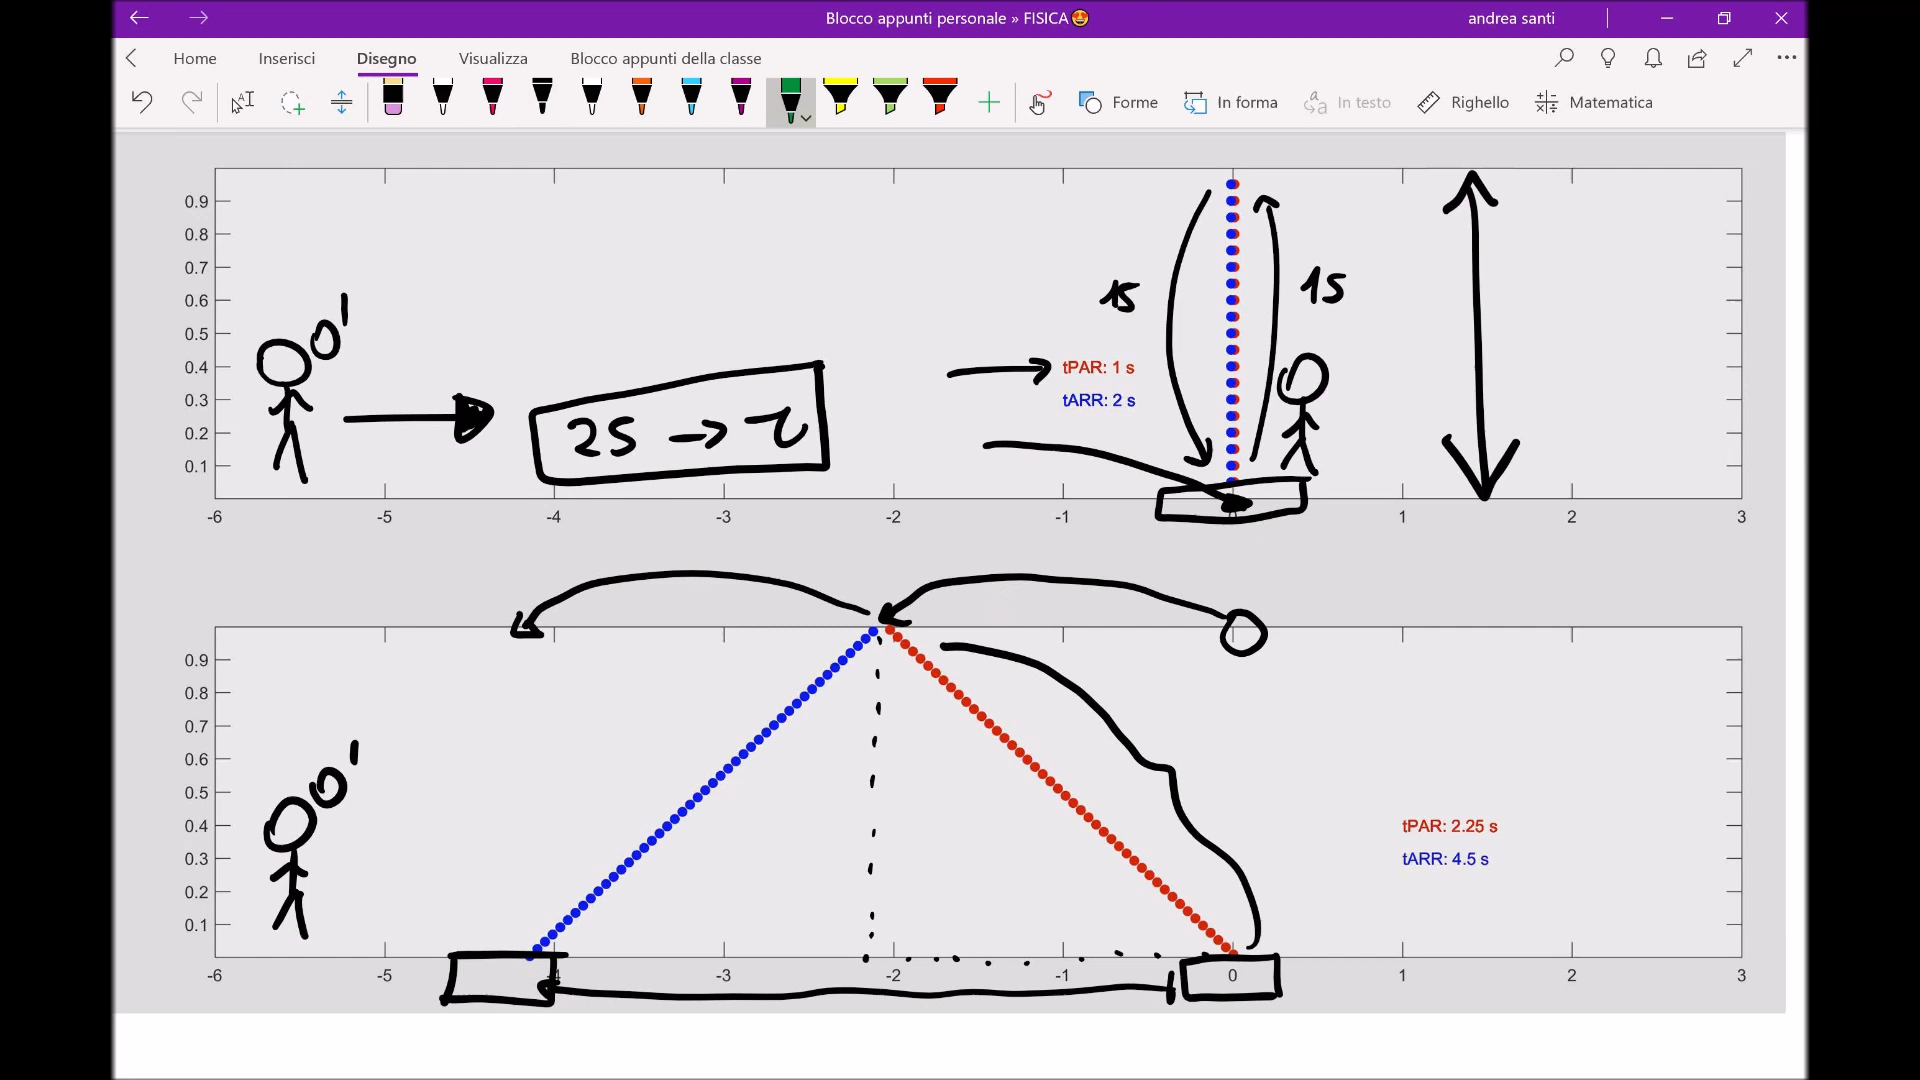 Blocco appunti personale » FISICA😍
andrea santi
Home Inserisci Disegno Visualizza Blocco appunti della classe
Forme In forma In testo Righello Matematica
0.9
0.8
0.7
0.6
0.5
0.4
0.3
0.2
0.1
-6 -5 -4 -3 -2 -1 1 2 3
O'
2S → τ
1S
1S
tPAR: 1 s
tARR: 2 s
0.9
0.8
0.7
0.6
0.5
0.4
0.3
0.2
0.1
-6 -5 -4 -3 -2 -1 0 1 2 3
O'
tPAR: 2.25 s
tARR: 4.5 s